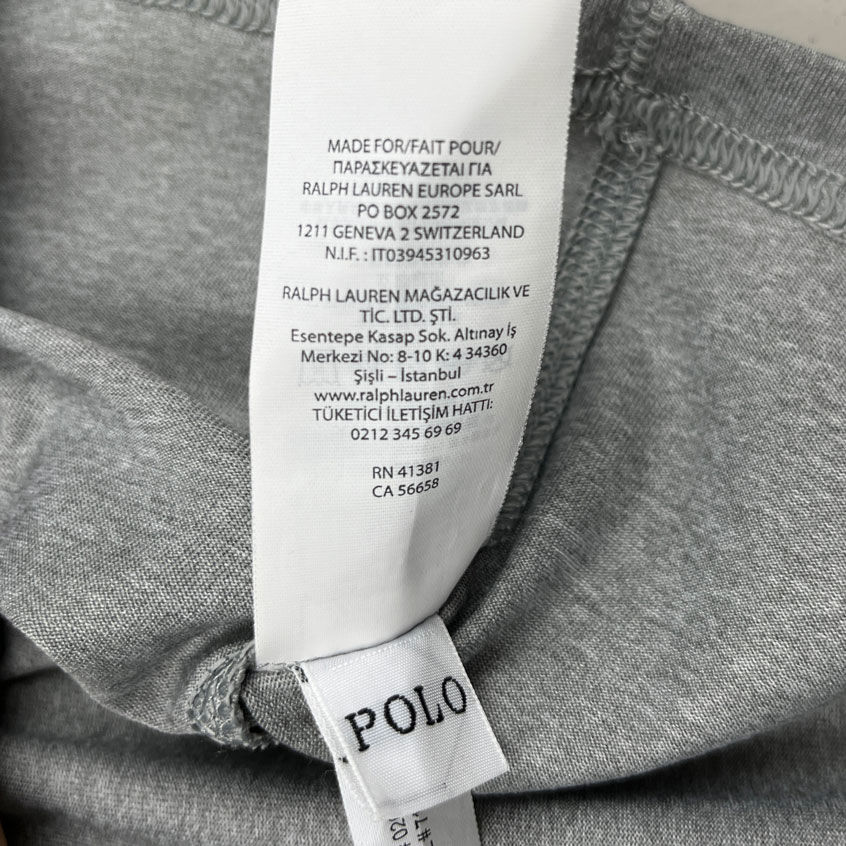 MADE FOR/FAIT POUR/
ΠΑΡΑΣΚΕΥΑΖΕΤΑΙ ΓΙΑ
RALPH LAUREN EUROPE SARL
PO BOX 2572
1211 GENEVA 2 SWITZERLAND
N.I.F. : IT03945310963
RALPH LAUREN MAĞAZACILIK VE
TİC. LTD. ŞTİ.
Esentepe Kasap Sok. Altınay İş
Merkezi No: 8-10 K: 4 34360
Şişli – İstanbul
www.ralphlauren.com.tr
TÜKETİCİ İLETİŞİM HATTI:
0212 345 69 69
RN 41381
CA 56658
POLO